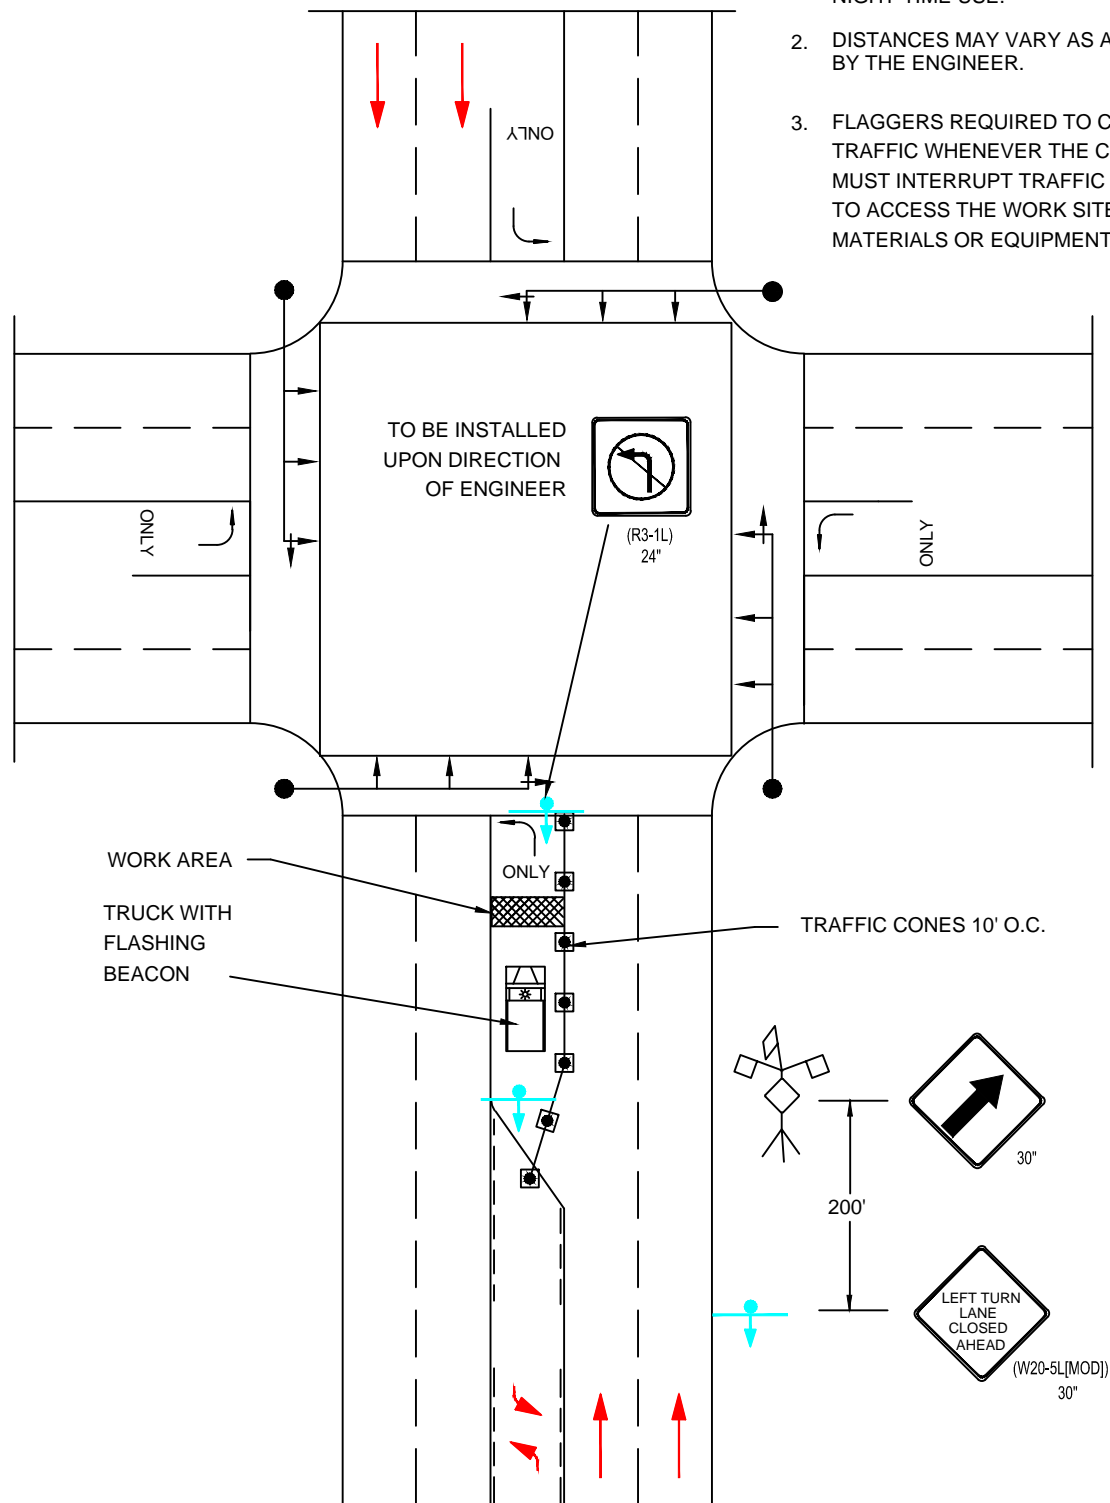 2. DISTANCES MAY VARY AS A
BY THE ENGINEER.
3. FLAGGERS REQUIRED TO C
TRAFFIC WHENEVER THE C
MUST INTERRUPT TRAFFIC
TO ACCESS THE WORK SITE
MATERIALS OR EQUIPMENT
ONLY
TO BE INSTALLED
UPON DIRECTION
OF ENGINEER
(R3-1L)
24"
ONLY
ONLY
ONLY
WORK AREA
TRUCK WITH
FLASHING
BEACON
TRAFFIC CONES 10' O.C.
30"
200'
LEFT TURN
LANE
CLOSED
AHEAD
(W20-5L[MOD])
30"